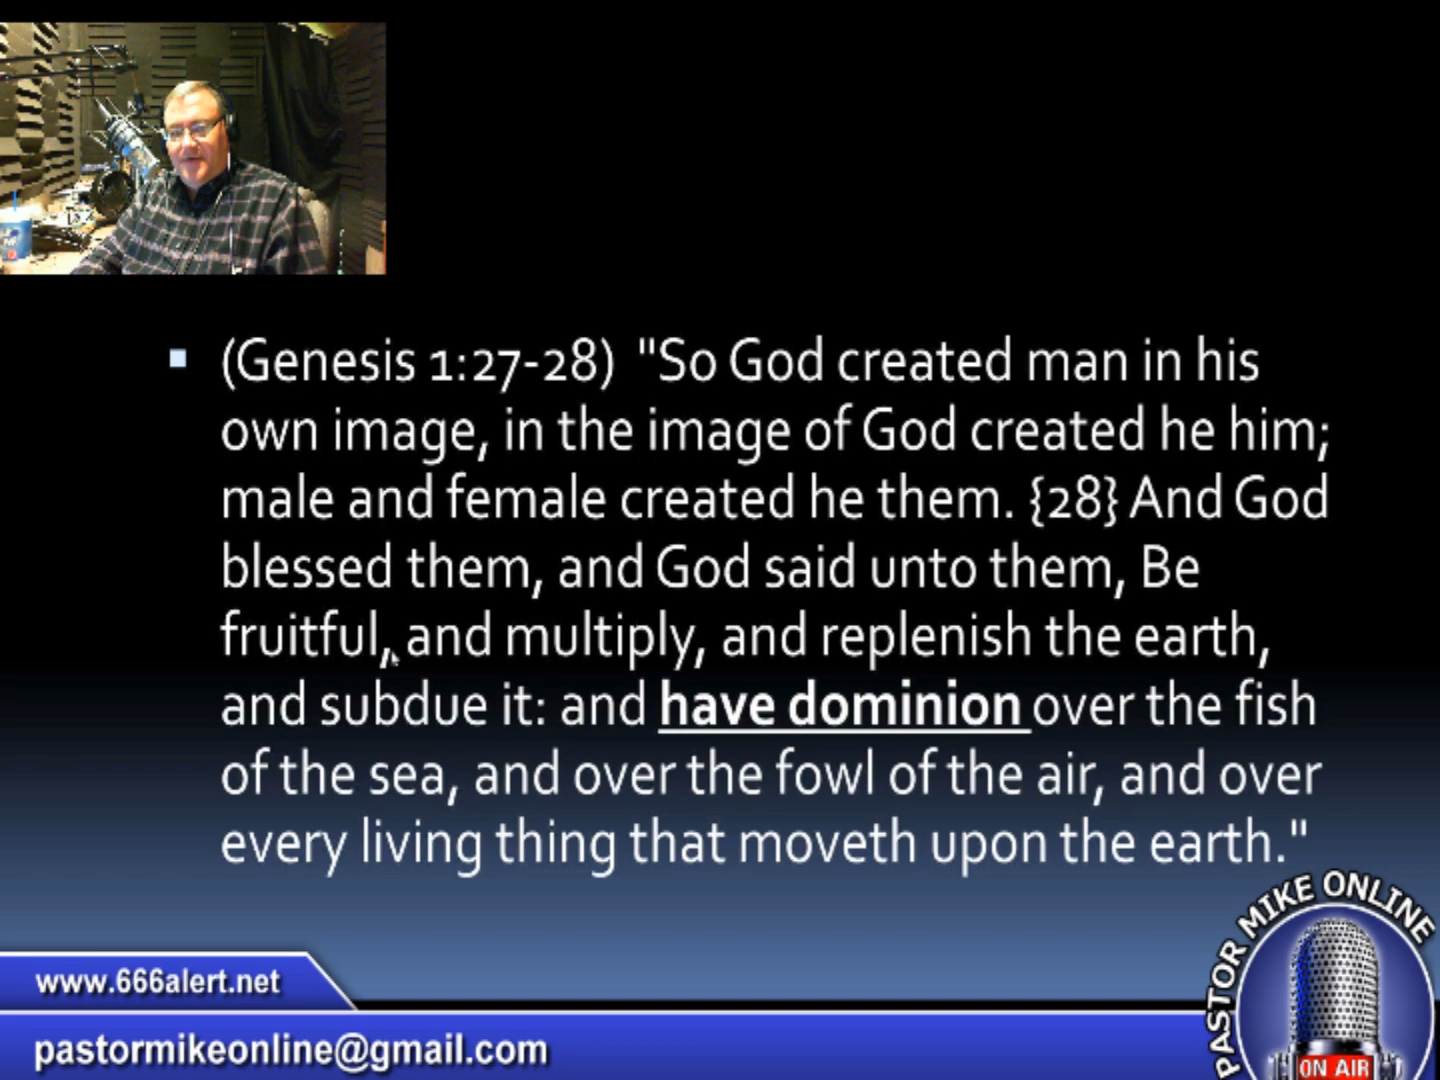 (Genesis 1:27-28) "So God created man in his
own image, in the image of God created he him;
male and female created he them. {28} And God
blessed them, and God said unto them, Be
fruitful, and multiply, and replenish the earth,
and subdue it: and have dominion over the fish
of the sea, and over the fowl of the air, and over
every living thing that moveth upon the earth."
www.666alert.net
pastormikeonline@gmail.com
PASTOR MIKE ONLINE
ON AIR